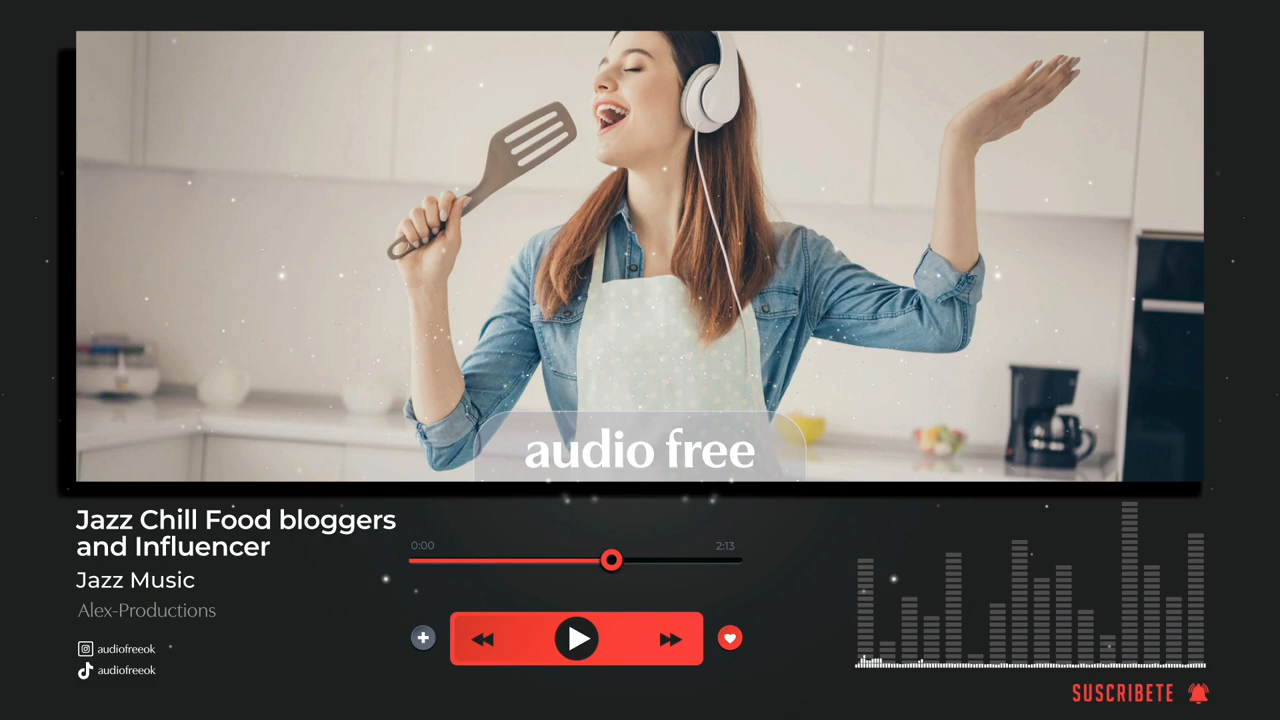 audio free
Jazz Chill Food bloggers
and Influencer
Jazz Music
Alex-Productions
audiofreeok
audiofreeok
0:00
2:13
SUSCRIBETE